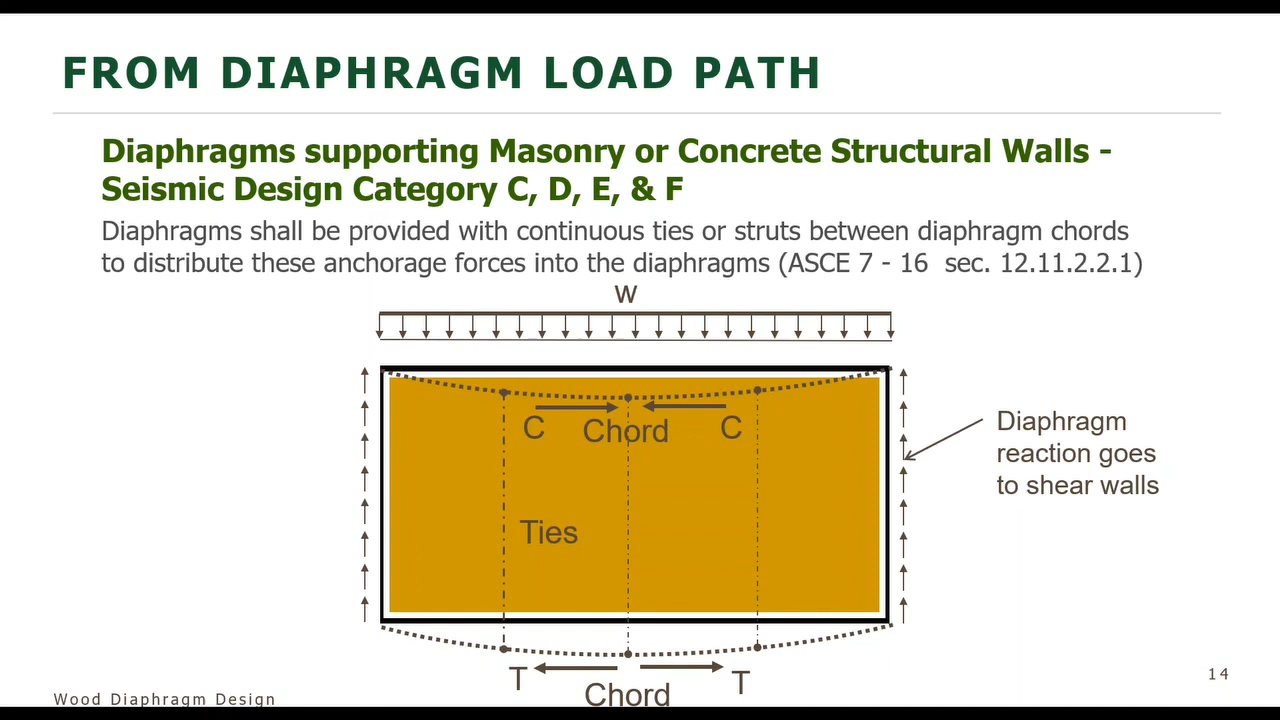 FROM DIAPHRAGM LOAD PATH
Diaphragms supporting Masonry or Concrete Structural Walls -
Seismic Design Category C, D, E, & F
Diaphragms shall be provided with continuous ties or struts between diaphragm chords
to distribute these anchorage forces into the diaphragms (ASCE 7 - 16 sec. 12.11.2.2.1)
w
C Chord C
Diaphragm
reaction goes
to shear walls
Ties
T T
Chord
14
Wood Diaphragm Design